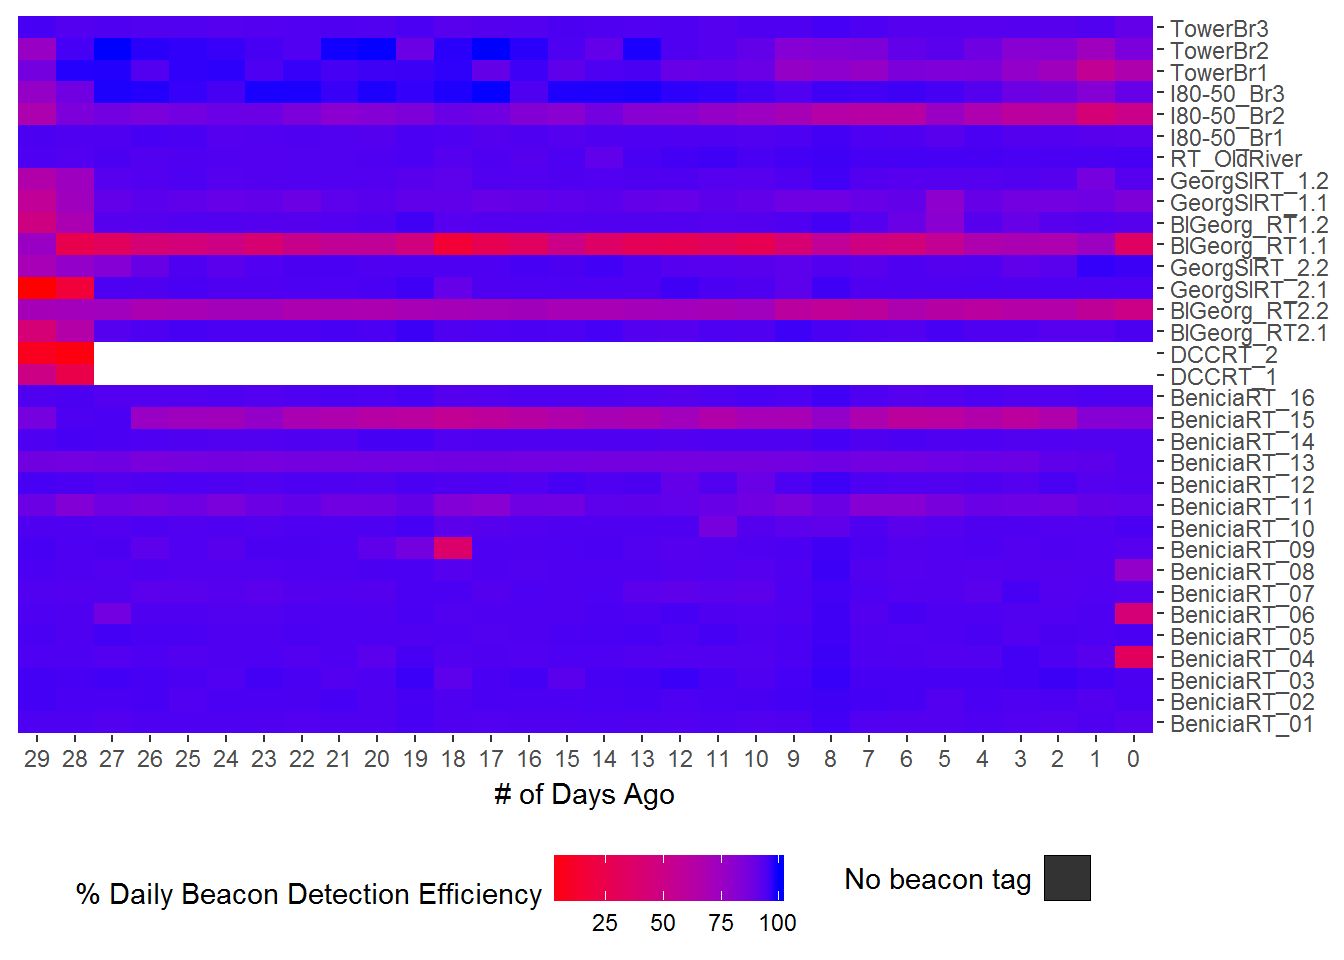 TowerBr3
TowerBr2
TowerBr1
I80-50_Br3
I80-50_Br2
I80-50_Br1
RT_OldRiver
GeorgSlRT_1.2
GeorgSlRT_1.1
BlGeorg_RT1.2
BlGeorg_RT1.1
GeorgSlRT_2.2
GeorgSlRT_2.1
BlGeorg_RT2.2
BlGeorg_RT2.1
DCCRT_2
DCCRT_1
BeniciaRT_16
BeniciaRT_15
BeniciaRT_14
BeniciaRT_13
BeniciaRT_12
BeniciaRT_11
BeniciaRT_10
BeniciaRT_09
BeniciaRT_08
BeniciaRT_07
BeniciaRT_06
BeniciaRT_05
BeniciaRT_04
BeniciaRT_03
BeniciaRT_02
BeniciaRT_01
29 28 27 26 25 24 23 22 21 20 19 18 17 16 15 14 13 12 11 10 9 8 7 6 5 4 3 2 1 0
# of Days Ago
% Daily Beacon Detection Efficiency
25 50 75 100
No beacon tag